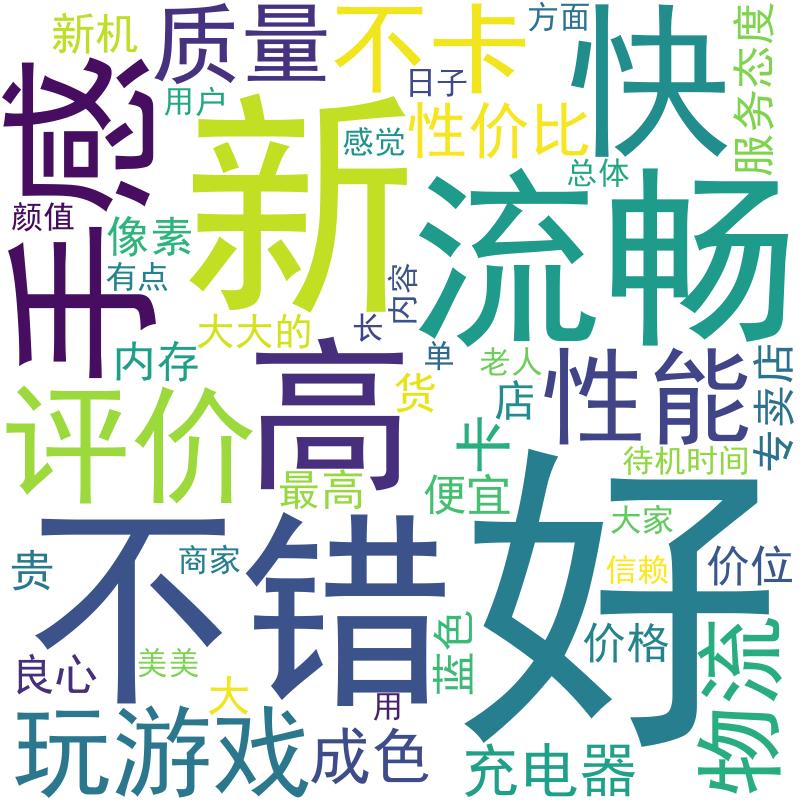 新机
质量
不卡
方面
快
服务态度
日子
用户
手感
新
感觉
性价比
总体
流畅
颜值
像素
有点
内容
大大的
长
内存
高
单
老人
性能
专卖店
货
店
评价
卡
待机时间
最高
便宜
好
大家
不错
贵
商家
信赖
价位
良心
美美
蓝色
价格
物流
大
用
玩游戏
成色
充电器